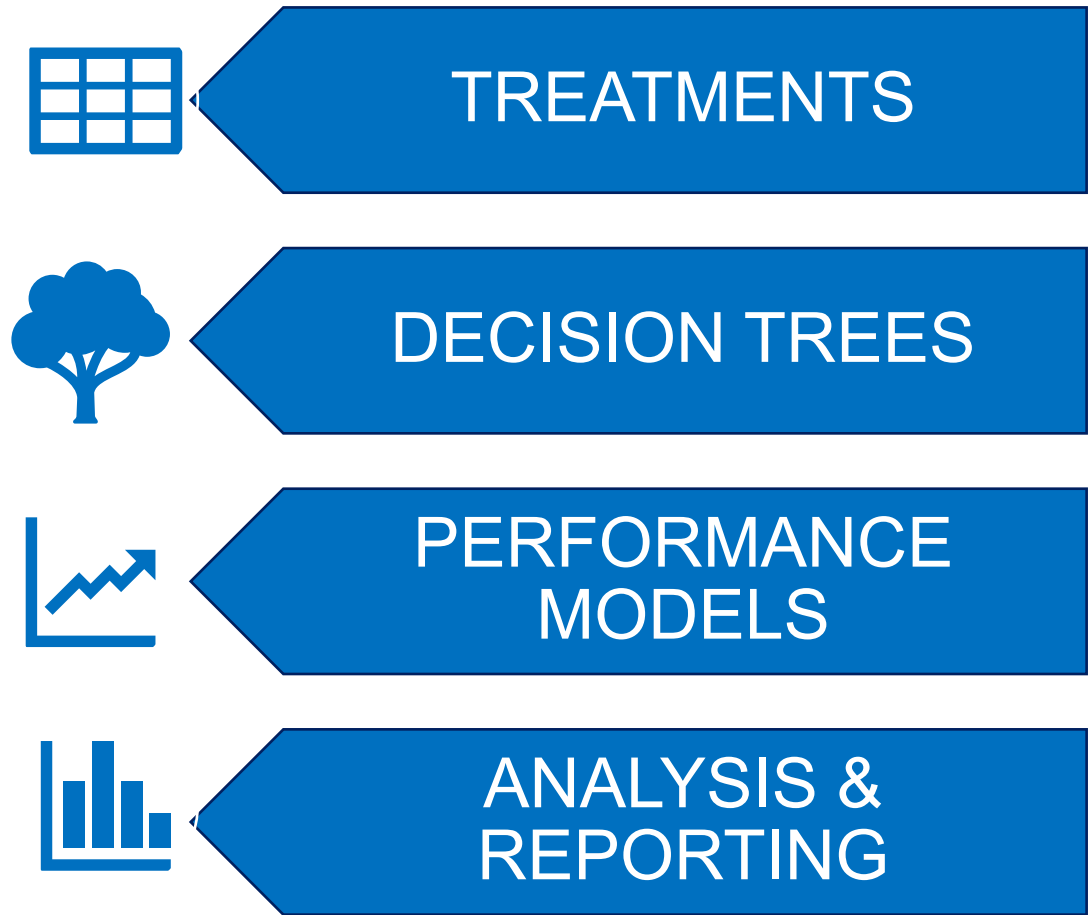 TREATMENTS
DECISION TREES
PERFORMANCE
MODELS
ANALYSIS &
REPORTING